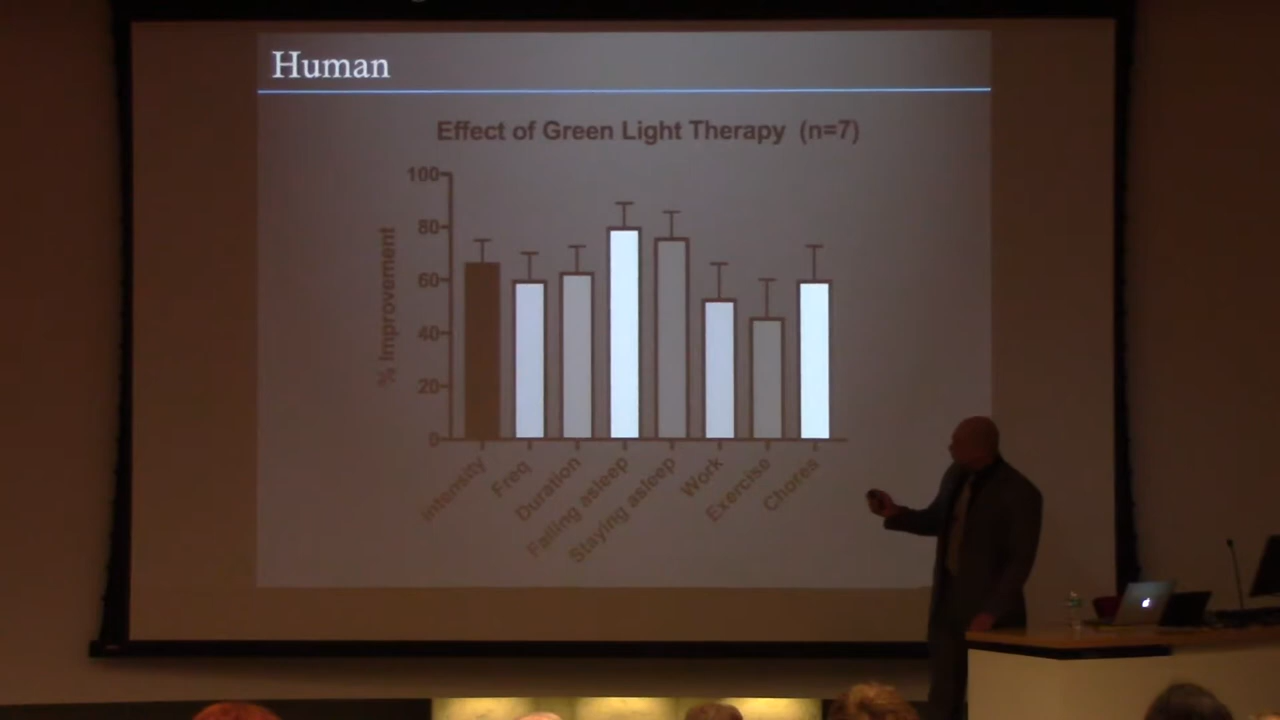 Human
Effect of Green Light Therapy (n=7)
% Improvement
100
80
60
40
20
0
Intensity
Freq
Duration
Falling asleep
Staying asleep
Work
Exercise
Chores